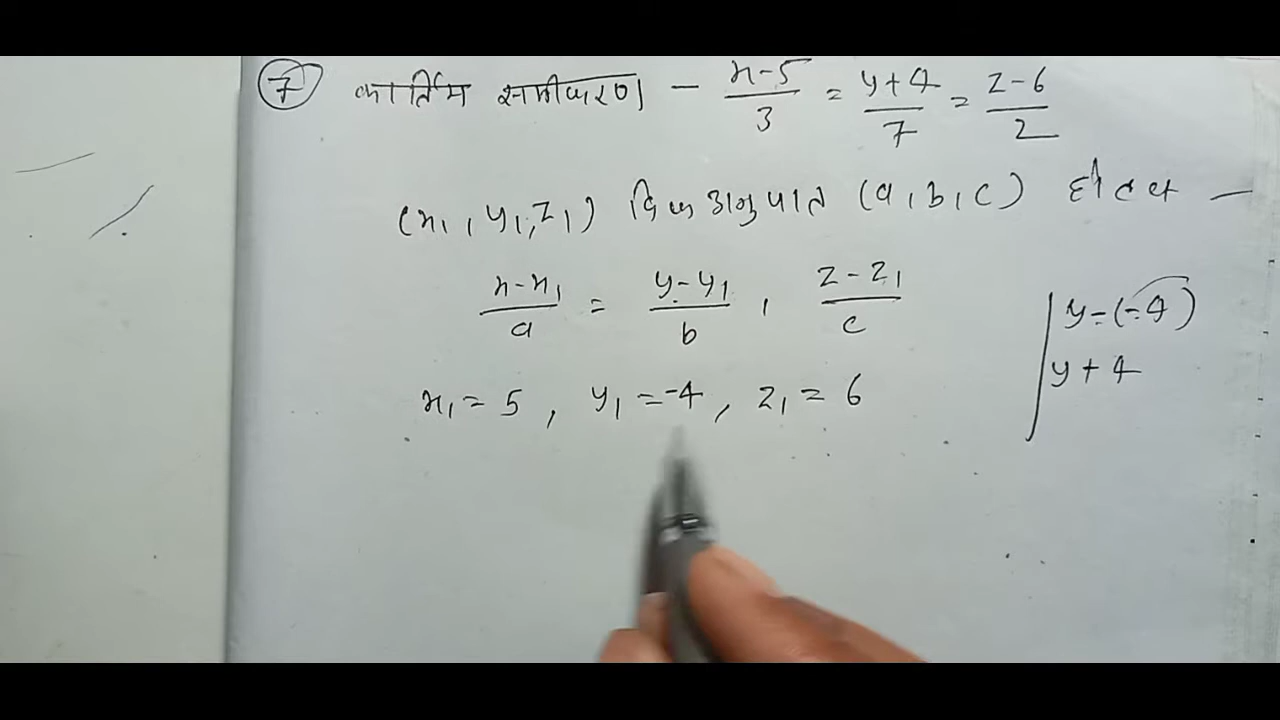 7 कार्तिय समीकरण - x-5/3 = y+4/7 = z-6/2
(x₁, y₁, z₁) दिक अनुपात (a, b, c) हो तब -
x-x₁/a = y-y₁/b , z-z₁/c
y-(-4)
y+4
x₁ = 5 , y₁ = -4 , z₁ = 6